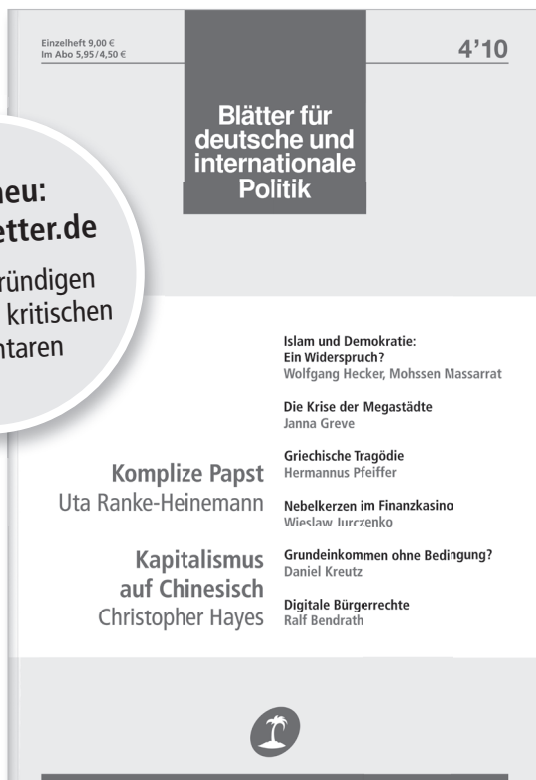 Einzelheft 9,00 €
Im Abo 5,95/4,50 €
4’10
Blätter für
deutsche und
internationale
Politik
neu:
etter.de
ründigen
kritischen
ntaren
Komplize Papst
Uta Ranke-Heinemann
Kapitalismus
auf Chinesisch
Christopher Hayes
Islam und Demokratie:
Ein Widerspruch?
Wolfgang Hecker, Mohssen Nassarrat
Die Krise der Megastädte
Janna Greve
Griechische Tragödie
Hermannus Pfeiffer
Nebelkerzen im Finanzkasino
Wieslaw Jurczenko
Grundeinkommen ohne Bedingung?
Daniel Kreutz
Digitale Bürgerrechte
Ralf Bendrath